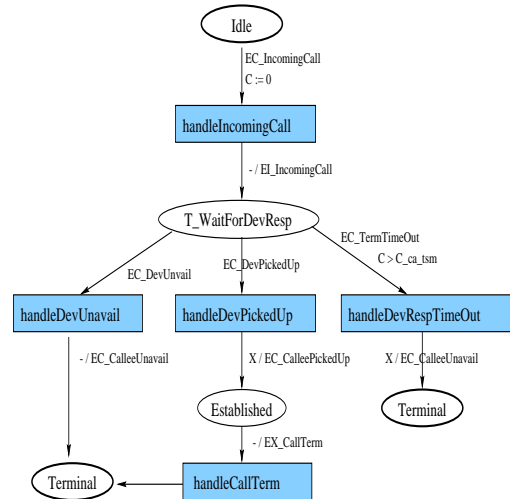 Idle
EC_IncomingCall
C := 0
handleIncomingCall
- / EI_IncomingCall
T_WaitForDevResp
EC_TermTimeOut
C > C_ca_tsm
EC_DevUnvail
EC_DevPickedUp
handleDevUnavail
handleDevPickedUp
handleDevRespTimeOut
- / EC_CalleeUnavail
X / EC_CalleePickedUp
X / EC_CalleeUnavail
Established
Terminal
- / EX_CallTerm
Terminal
handleCallTerm